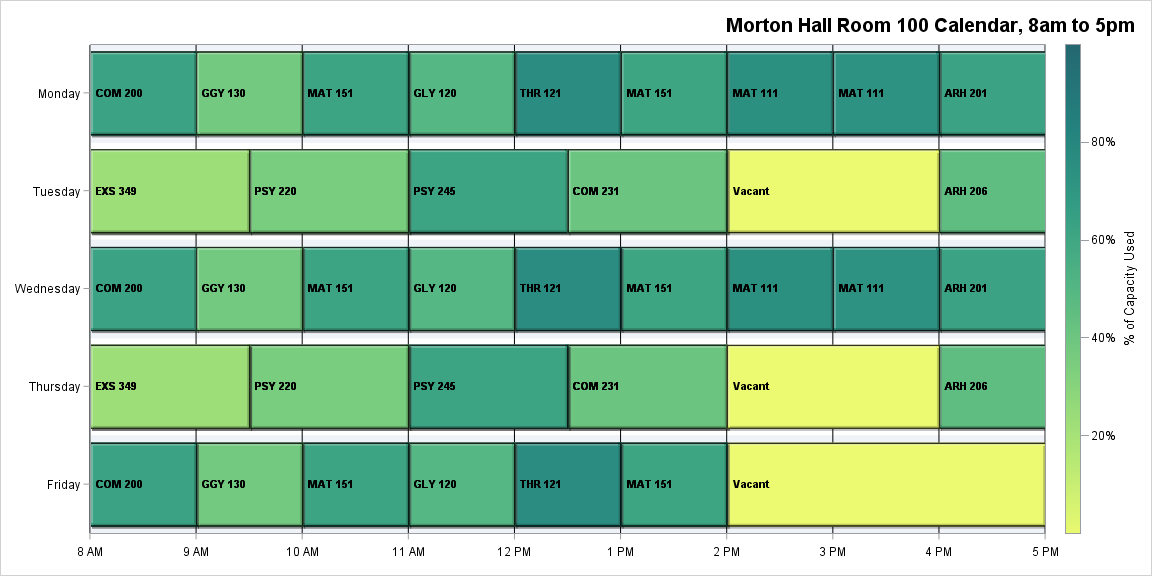 Morton Hall Room 100 Calendar, 8am to 5pm
Monday
COM 200
GGY 130
MAT 151
GLY 120
THR 121
MAT 151
MAT 111
MAT 111
ARH 201
Tuesday
EXS 349
PSY 220
PSY 245
COM 231
Vacant
ARH 206
Wednesday
COM 200
GGY 130
MAT 151
GLY 120
THR 121
MAT 151
MAT 111
MAT 111
ARH 201
Thursday
EXS 349
PSY 220
PSY 245
COM 231
Vacant
ARH 206
Friday
COM 200
GGY 130
MAT 151
GLY 120
THR 121
MAT 151
Vacant
8 AM
9 AM
10 AM
11 AM
12 PM
1 PM
2 PM
3 PM
4 PM
5 PM
80%
60%
40%
20%
% of Capacity Used